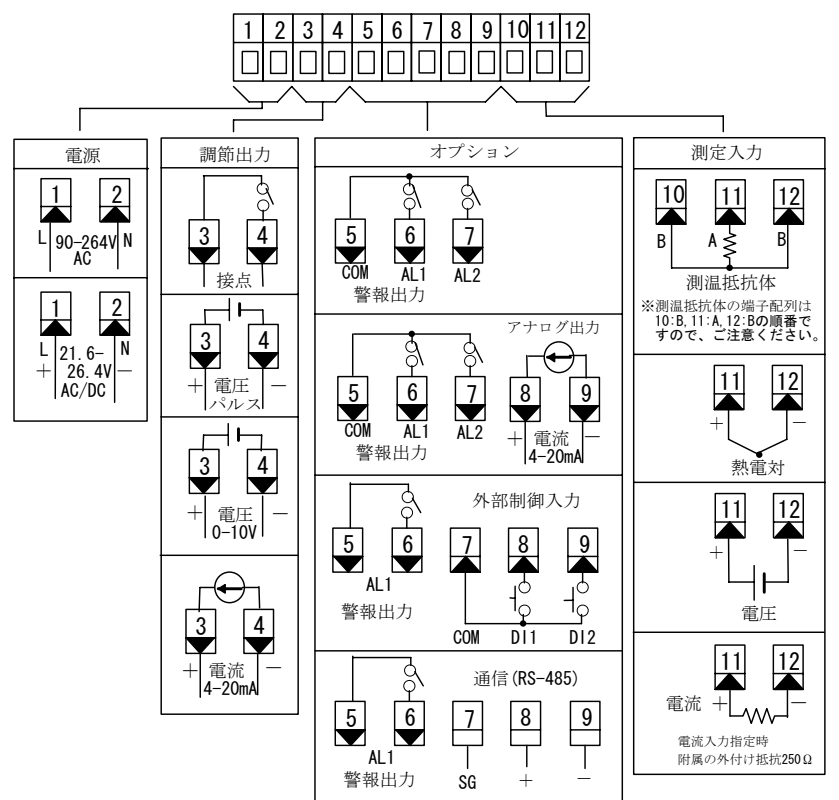 1 2 3 4 5 6 7 8 9 10 11 12
電源
1 2
L 90-264V N
AC
1 2
L 21.6- N
+ 26.4V −
AC/DC
調節出力
3 4
接点
3 4
+ 電圧 −
パルス
3 4
+ 電圧 −
0-10V
3 4
+ 電流 −
4-20mA
オプション
5 6 7
COM AL1 AL2
警報出力
アナログ出力
5 6 7 8 9
COM AL1 AL2 + 電流 −
警報出力 4-20mA
外部制御入力
5 6 7 8 9
AL1
警報出力
COM DI1 DI2
通信(RS-485)
5 6 7 8 9
AL1
警報出力 SG + −
測定入力
10 11 12
B A B
測温抵抗体
※測温抵抗体の端子配列は
10:B,11:A,12:Bの順番で
すので、ご注意ください。
11 12
+ −
熱電対
11 12
+ −
電圧
11 12
電流 + −
電流入力指定時
附属の外付け抵抗250Ω